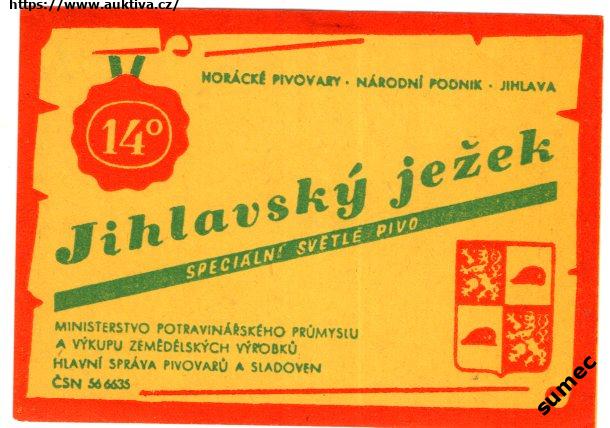 https://www.auktiva.cz/
HORÁCKÉ PIVOVARY · NÁRODNÍ PODNIK · JIHLAVA
14°
Jihlavský ježek
SPECIÁLNÍ SVĚTLÉ PIVO
MINISTERSTVO POTRAVINÁŘSKÉHO PRŮMYSLU
A VÝKUPU ZEMĚDĚLSKÝCH VÝROBKŮ
HLAVNÍ SPRÁVA PIVOVARŮ A SLADOVEN
ČSN 56 6635
sumec